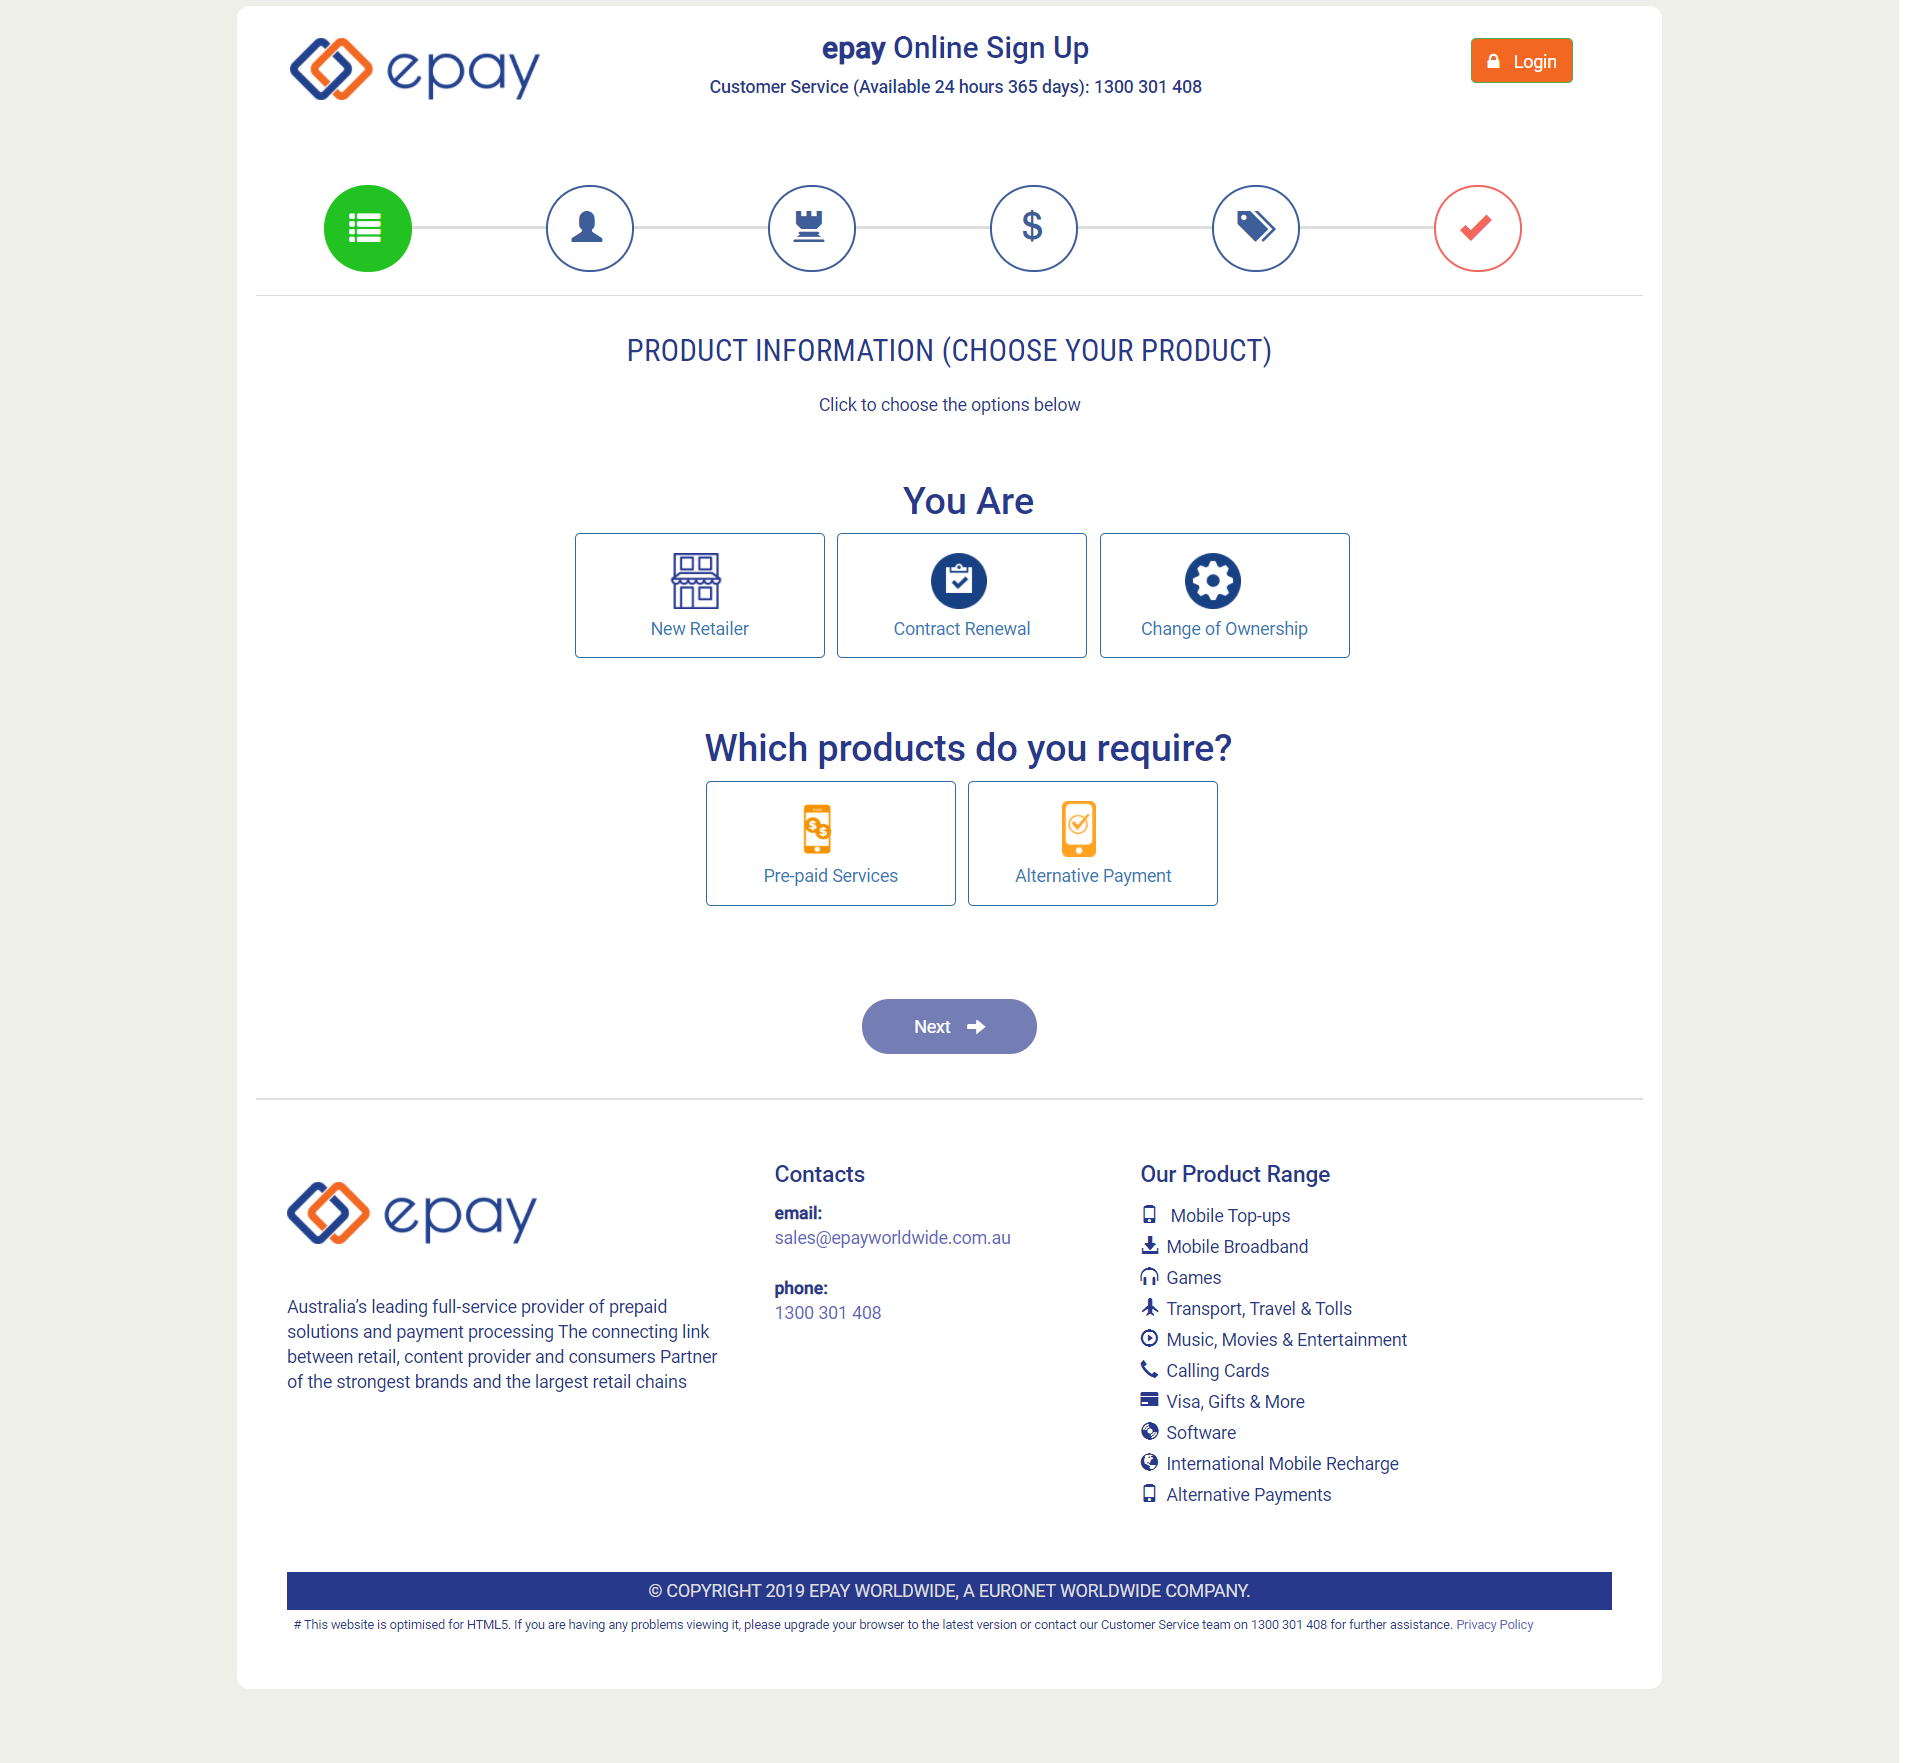 epay
epay Online Sign Up
Customer Service (Available 24 hours 365 days): 1300 301 408
Login
$
PRODUCT INFORMATION (CHOOSE YOUR PRODUCT)
Click to choose the options below
You Are
New Retailer
Contract Renewal
Change of Ownership
Which products do you require?
Pre-paid Services
Alternative Payment
Next
epay
Australia’s leading full-service provider of prepaid
solutions and payment processing The connecting link
between retail, content provider and consumers Partner
of the strongest brands and the largest retail chains
Contacts
email:
sales@epayworldwide.com.au
phone:
1300 301 408
Our Product Range
Mobile Top-ups
Mobile Broadband
Games
Transport, Travel & Tolls
Music, Movies & Entertainment
Calling Cards
Visa, Gifts & More
Software
International Mobile Recharge
Alternative Payments
© COPYRIGHT 2019 EPAY WORLDWIDE, A EURONET WORLDWIDE COMPANY.
# This website is optimised for HTML5. If you are having any problems viewing it, please upgrade your browser to the latest version or contact our Customer Service team on 1300 301 408 for further assistance. Privacy Policy